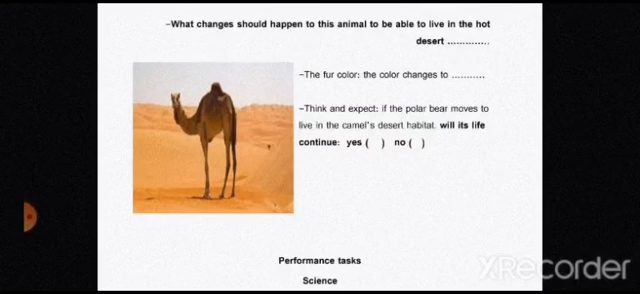 -What changes should happen to this animal to be able to live in the hot
desert .............
-The fur color: the color changes to ...........
-Think and expect: if the polar bear moves to
live in the camel's desert habitat. will its life
continue: yes ( ) no ( )
Performance tasks
Science
XRecorder